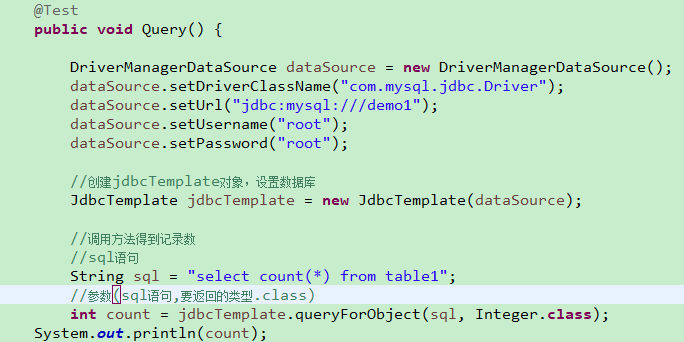 @Test
public void Query() {
DriverManagerDataSource dataSource = new DriverManagerDataSource();
dataSource.setDriverClassName("com.mysql.jdbc.Driver");
dataSource.setUrl("jdbc:mysql:///demo1");
dataSource.setUsername("root");
dataSource.setPassword("root");
//创建jdbcTemplate对象，设置数据库
JdbcTemplate jdbcTemplate = new JdbcTemplate(dataSource);
//调用方法得到记录数
//sql语句
String sql = "select count(*) from table1";
//参数(sql语句,要返回的类型.class)
int count = jdbcTemplate.queryForObject(sql, Integer.class);
System.out.println(count);